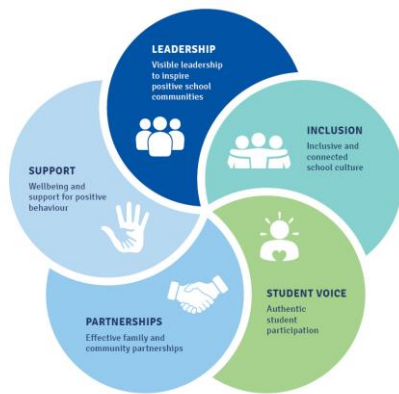 LEADERSHIP
Visible leadership
to inspire
positive school
communities
INCLUSION
Inclusive and
connected
school culture
STUDENT VOICE
Authentic
student
participation
PARTNERSHIPS
Effective family and
community partnerships
SUPPORT
Wellbeing and
support for positive
behaviour